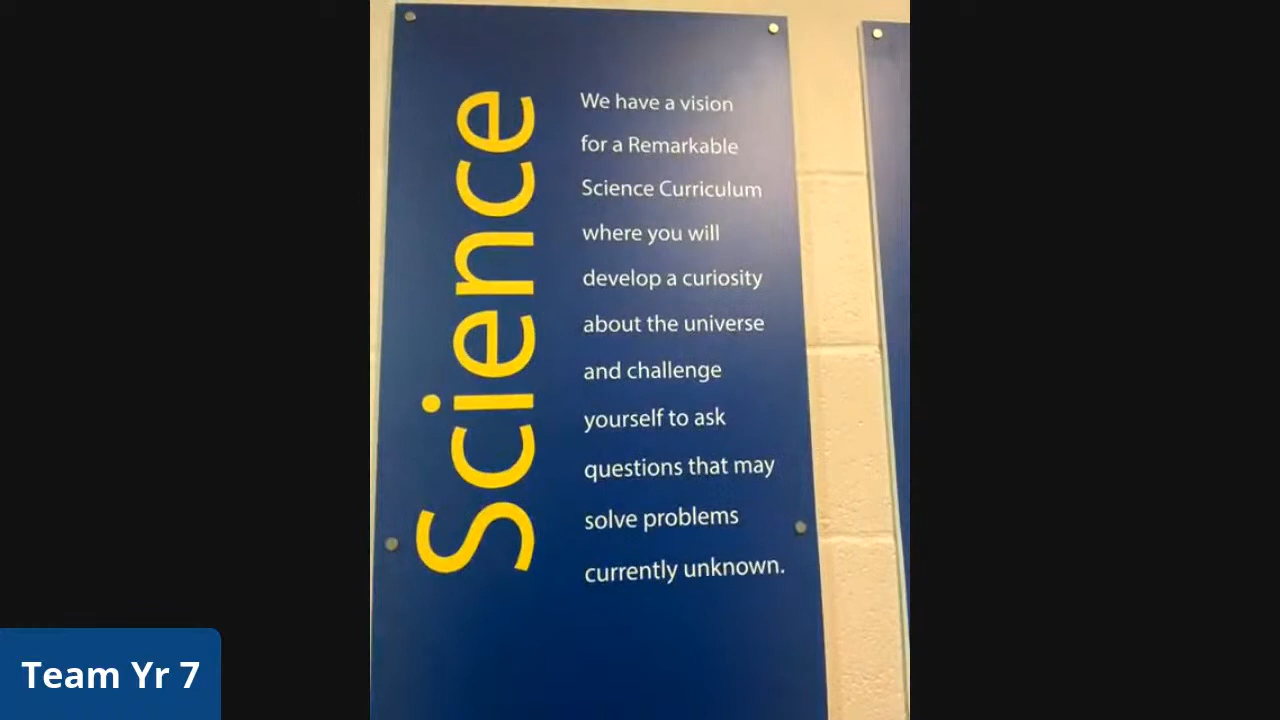 Science
We have a vision
for a Remarkable
Science Curriculum
where you will
develop a curiosity
about the universe
and challenge
yourself to ask
questions that may
solve problems
currently unknown.
Team Yr 7